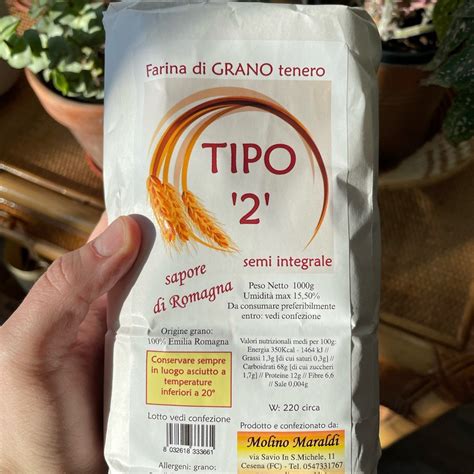 Farina di GRANO tenero
TIPO
'2'
semi integrale
sapore
di Romagna
Peso Netto 1000g
Umidità max 15,50%
Da consumare preferibilmente
entro: vedi confezione
Origine grano:
100% Emilia Romagna
Conservare sempre
in luogo asciutto a
temperature
inferiori a 20°
Lotto vedi confezione
8 032618 333661
Allergeni: grano:
Valori nutrizionali medi per 100g:
Energia 350Kcal - 1464 kJ //
Grassi 1,3g [di cui saturi 0,3g] //
Carboidrati 68g [di cui zuccheri
1,7g] // Proteine 12g // Fibre 6,6
// Sale 0,004g
W: 220 circa
Prodotto e confezionato da:
Molino Maraldi
via Savio In S.Michele, 11
Cesena (FC) - Tel. 0547331767